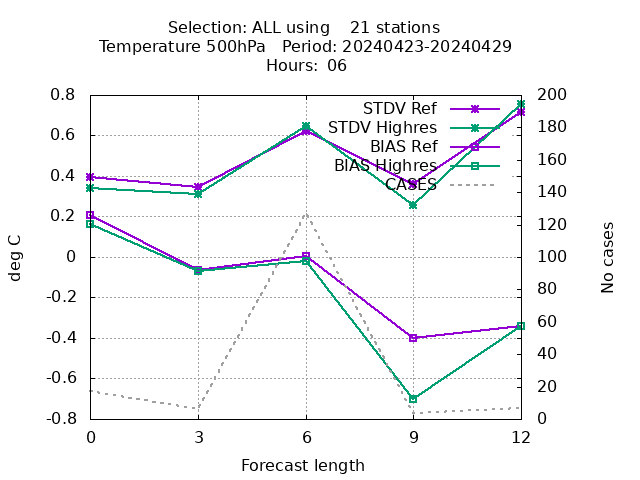 Selection: ALL using    21 stations
Temperature 500hPa   Period: 20240423-20240429
Hours: 06
STDV Ref
STDV Highres
BIAS Ref
BIAS Highres
CASES
deg C
0.8
0.6
0.4
0.2
0
-0.2
-0.4
-0.6
-0.8
200
180
160
140
120
100
80
60
40
20
0
No cases
0 3 6 9 12
Forecast length